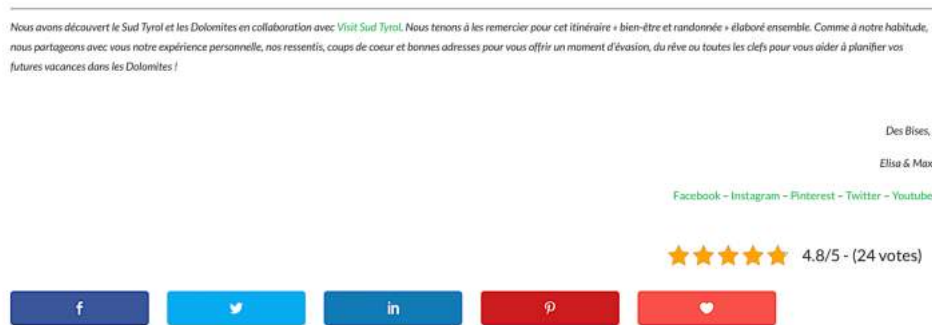 Nous avons découvert le Sud Tyrol et les Dolomites en collaboration avec Visit Sud Tyrol. Nous tenons à les remercier pour cet itinéraire « bien-être et randonnée » élaboré ensemble. Comme à notre habitude,
nous partageons avec vous notre expérience personnelle, nos ressentis, coups de coeur et bonnes adresses pour vous offrir un moment d'évasion, du rêve ou toutes les clefs pour vous aider à planifier vos
futures vacances dans les Dolomites !
Des Bises,
Elisa & Max
Facebook – Instagram – Pinterest – Twitter – Youtube
4.8/5 - (24 votes)